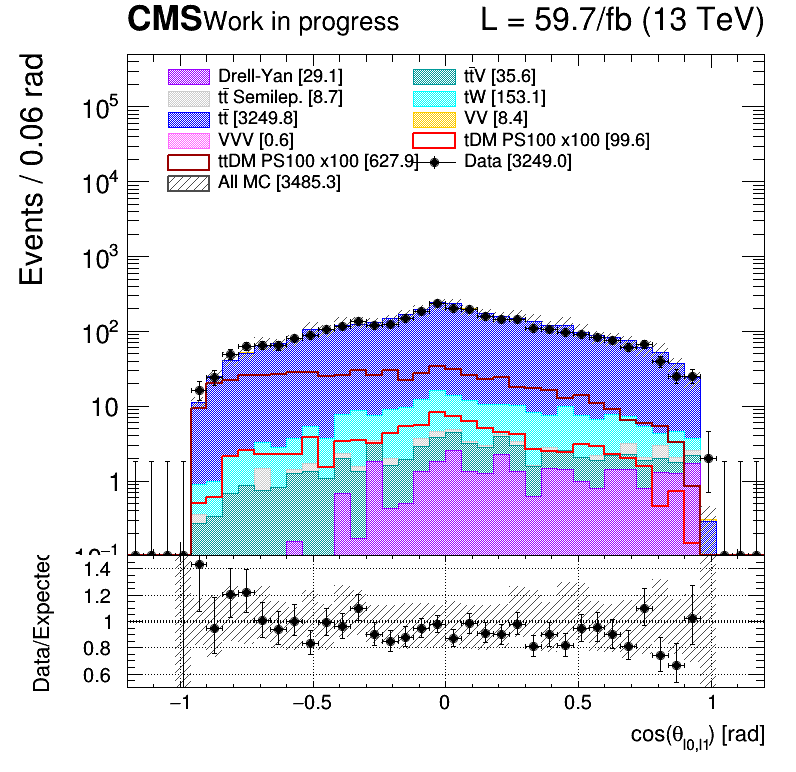 CMS Work in progress L = 59.7/fb (13 TeV)
Events / 0.06 rad
Drell-Yan [29.1] tt̄V [35.6]
tt̄ Semilep. [8.7] tW [153.1]
tt̄ [3249.8] VV [8.4]
VVV [0.6] tDM PS100 x100 [99.6]
ttDM PS100 x100 [627.9] Data [3249.0]
All MC [3485.3]
10⁵
10⁴
10³
10²
10
1
10⁻¹
Data/Expected
1.4
1.2
1
0.8
0.6
−1 −0.5 0 0.5 1
cos(θ_l0,l1) [rad]